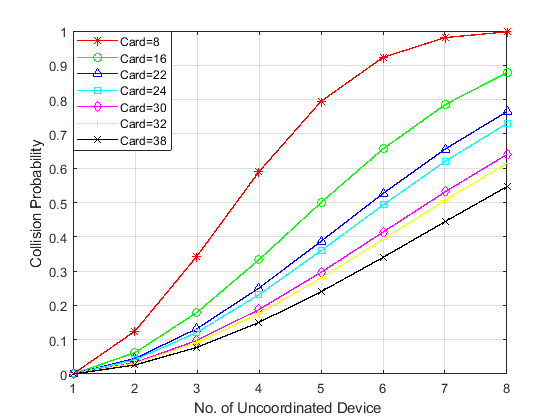 1
0.9
0.8
0.7
0.6
0.5
0.4
0.3
0.2
0.1
0
Collision Probability
Card=8
Card=16
Card=22
Card=24
Card=30
Card=32
Card=38
1 2 3 4 5 6 7 8
No. of Uncoordinated Device